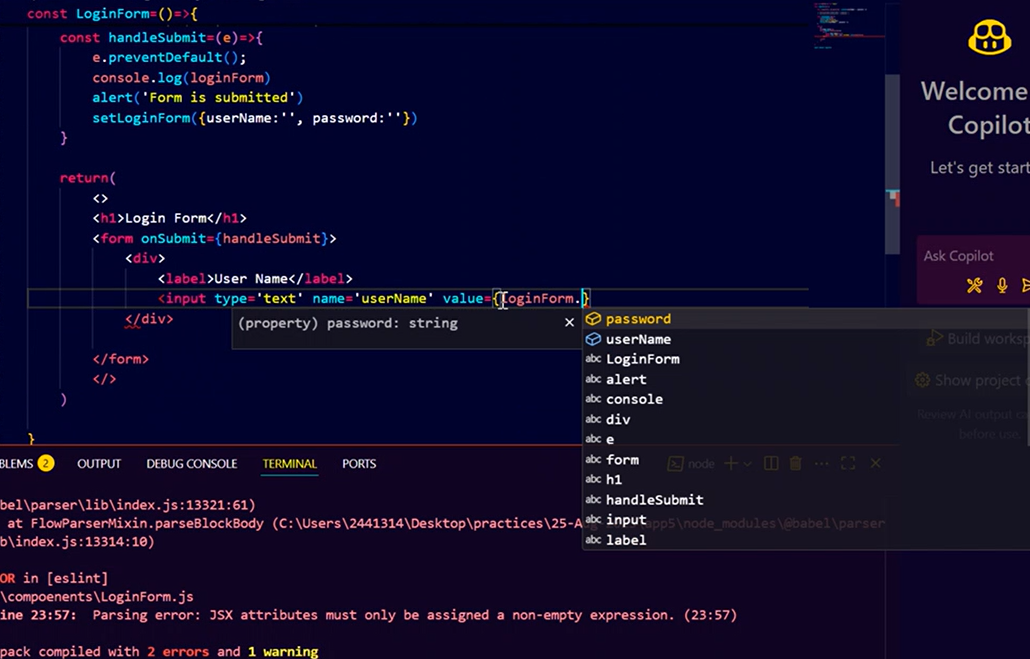 const LoginForm=()=>{
const handleSubmit=(e)=>{
e.preventDefault();
console.log(loginForm)
alert('Form is submitted')
setLoginForm({userName:'', password:''})
}
return(
<>
<h1>Login Form</h1>
<form onSubmit={handleSubmit}>
<div>
<label>User Name</label>
<input type='text' name='userName' value={loginForm.}
</div>
</form>
</>
)
}
(property) password: string
password
userName
LoginForm
alert
console
div
e
form
h1
handleSubmit
input
label
Welcome
Copilot
Let's get start
Ask Copilot
Build worksp
Show project c
Review AI output ca
before use.
BLEMS 2 OUTPUT DEBUG CONSOLE TERMINAL PORTS
node
bel\parser\lib\index.js:13321:61)
at FlowParserMixin.parseBlockBody (C:\Users\2441314\Desktop\practices\25-A app5\node_modules\@babel\parser
b\index.js:13314:10)
OR in [eslint]
\compoenents\LoginForm.js
ine 23:57: Parsing error: JSX attributes must only be assigned a non-empty expression. (23:57)
pack compiled with 2 errors and 1 warning